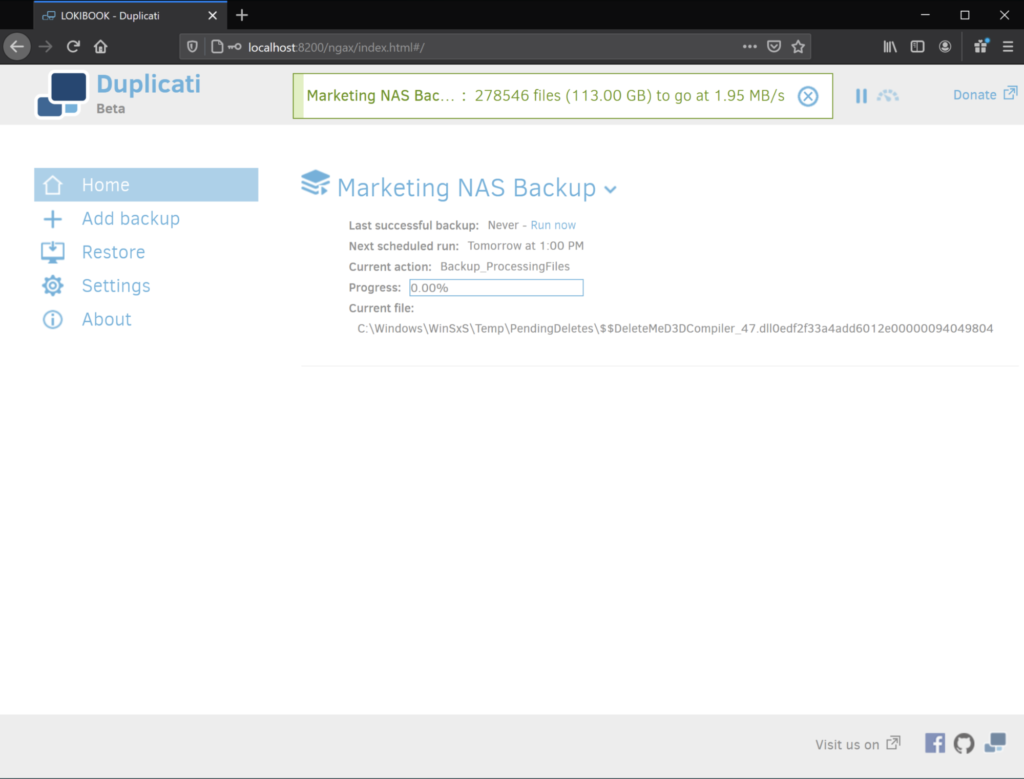 LOKIBOOK - Duplicati
localhost:8200/ngax/index.html#/
Duplicati
Beta
Marketing NAS Bac... : 278546 files (113.00 GB) to go at 1.95 MB/s
Donate
Home
Add backup
Restore
Settings
About
Marketing NAS Backup
Last successful backup: Never - Run now
Next scheduled run: Tomorrow at 1:00 PM
Current action: Backup_ProcessingFiles
Progress: 0.00%
Current file:
C:\Windows\WinSxS\Temp\PendingDeletes\$$DeleteMeD3DCompiler_47.dll0edf2f33a4add6012e00000094049804
Visit us on